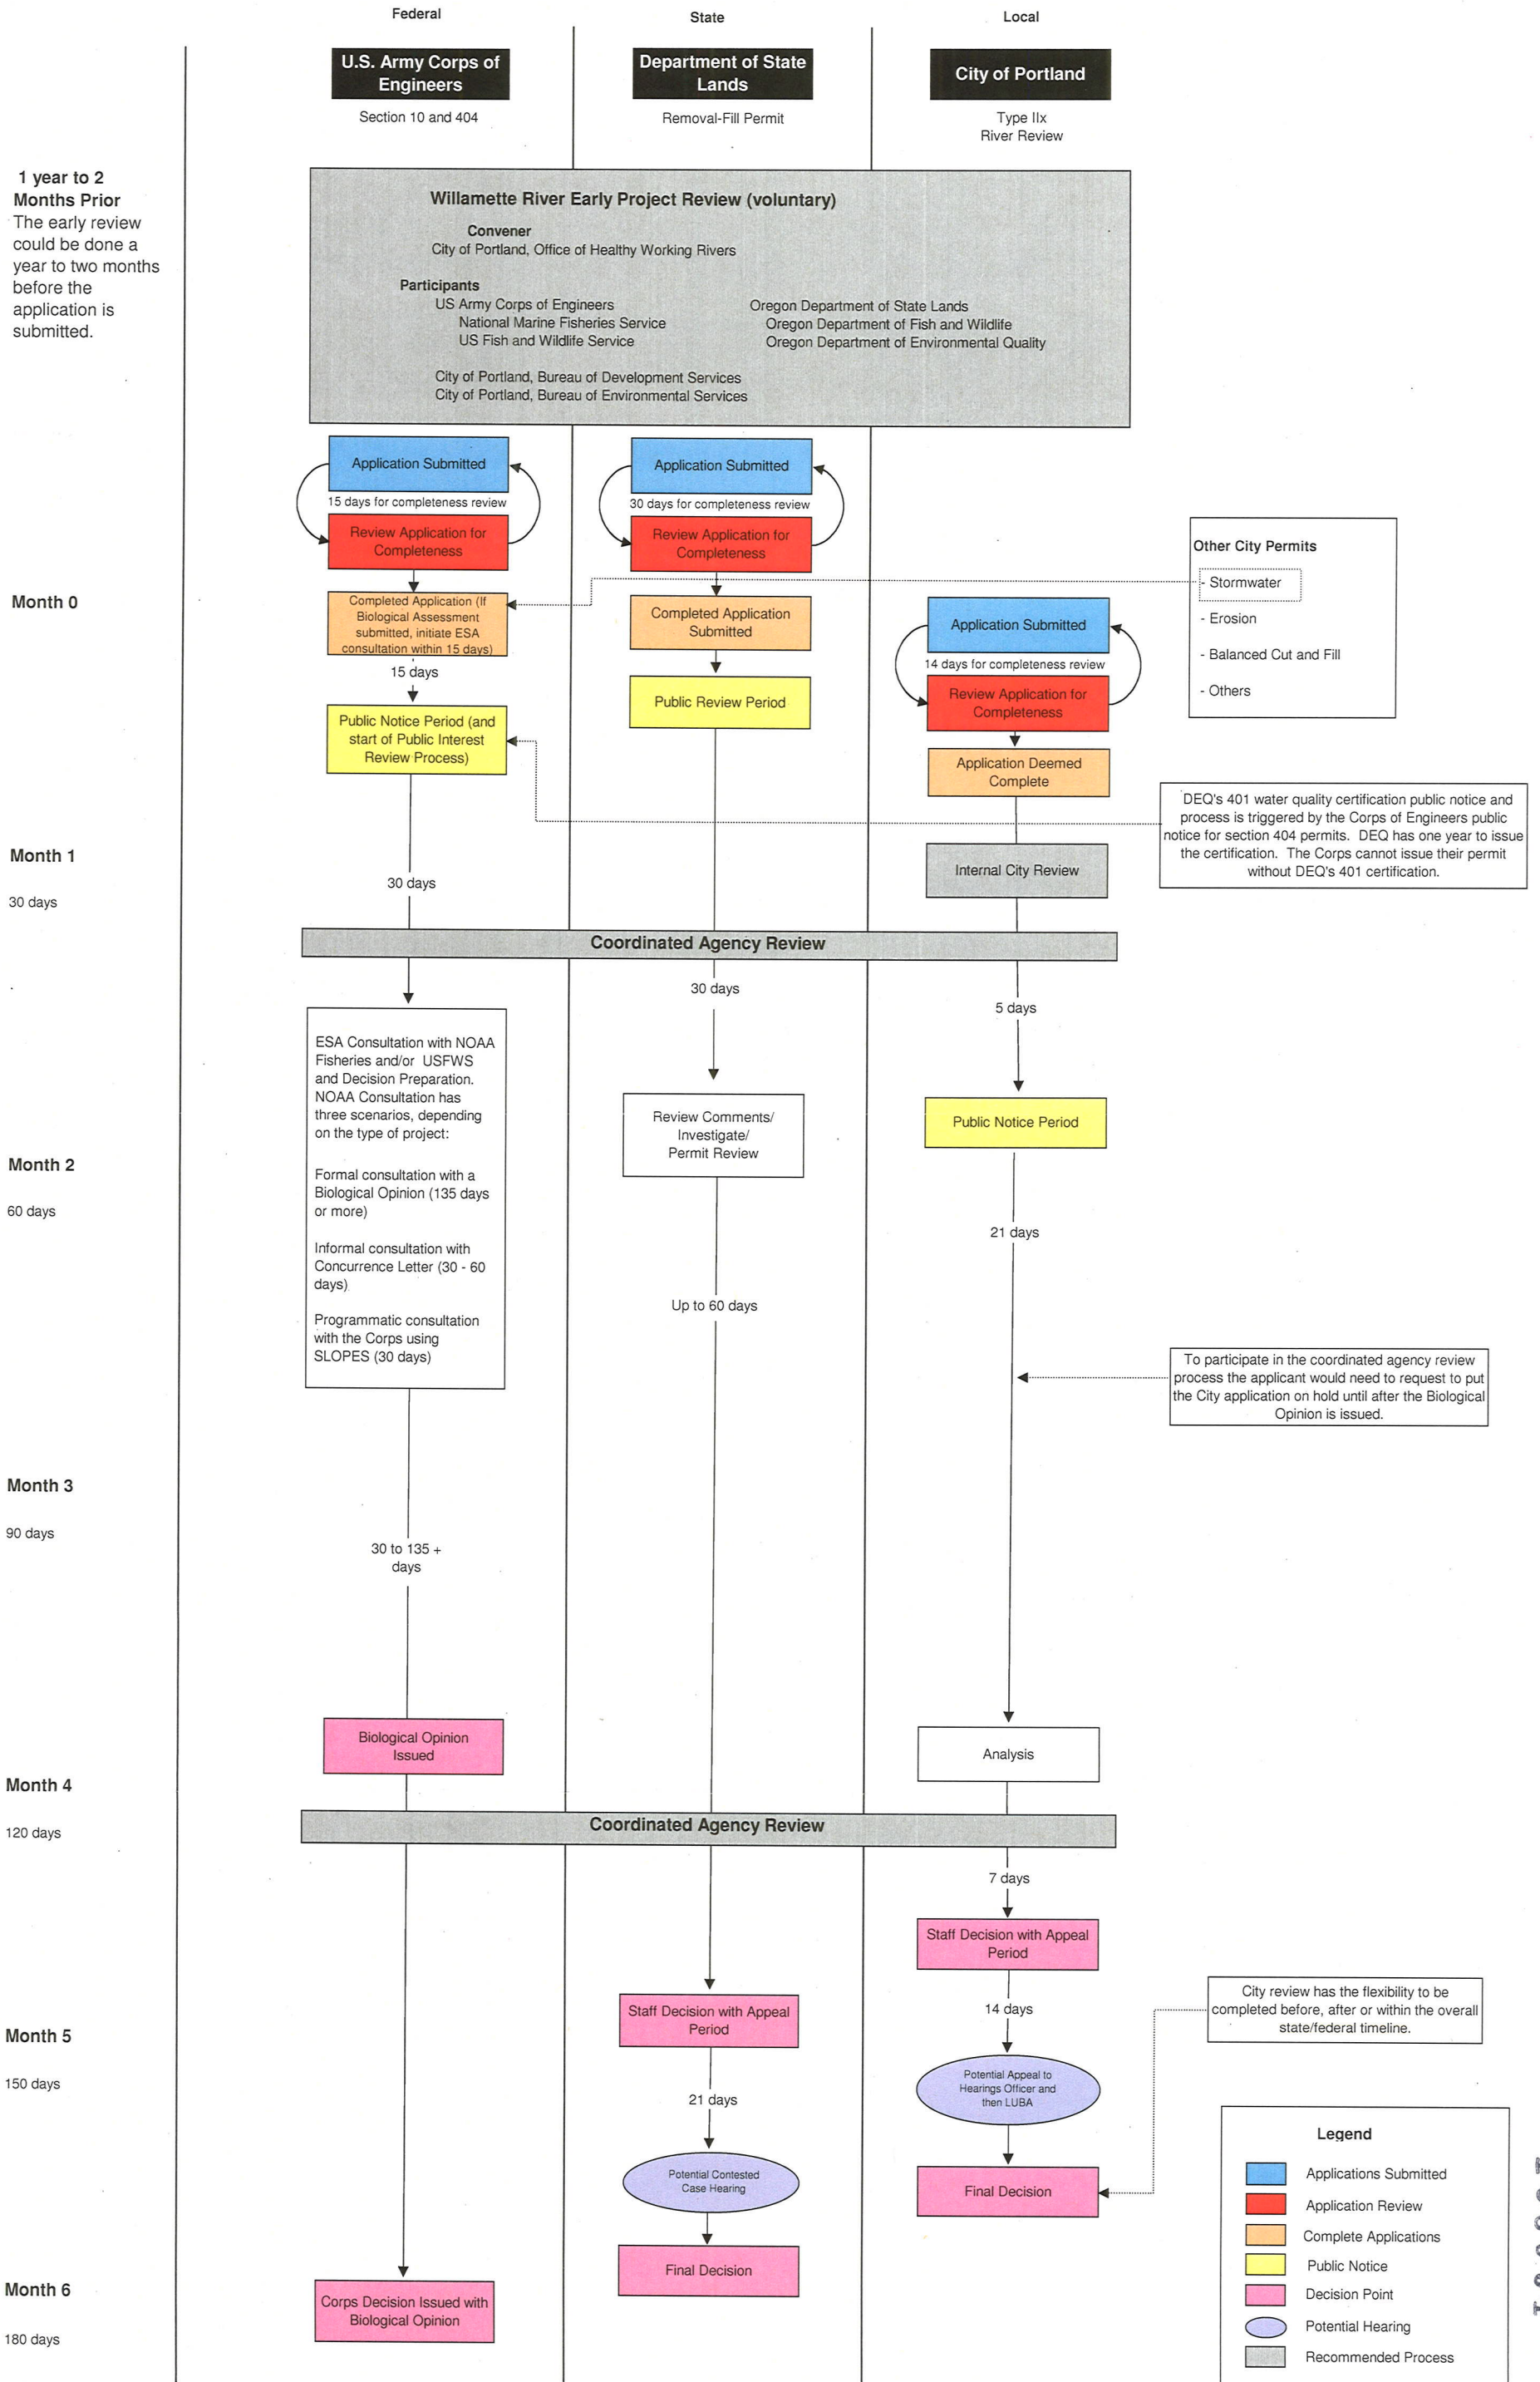 Federal
State
Local
U.S. Army Corps of
Engineers
Department of State
Lands
City of Portland
Section 10 and 404
Removal-Fill Permit
Type IIx
River Review
1 year to 2
Months Prior
The early review
could be done a
year to two months
before the
application is
submitted.
Willamette River Early Project Review (voluntary)
Convener
City of Portland, Office of Healthy Working Rivers
Participants
US Army Corps of Engineers
National Marine Fisheries Service
US Fish and Wildlife Service
Oregon Department of State Lands
Oregon Department of Fish and Wildlife
Oregon Department of Environmental Quality
City of Portland, Bureau of Development Services
City of Portland, Bureau of Environmental Services
Application Submitted
15 days for completeness review
Review Application for
Completeness
Application Submitted
30 days for completeness review
Review Application for
Completeness
Other City Permits
- Stormwater
- Erosion
- Balanced Cut and Fill
- Others
Month 0
Completed Application (If
Biological Assessment
submitted, initiate ESA
consultation within 15 days)
15 days
Public Notice Period (and
start of Public Interest
Review Process)
Completed Application
Submitted
Public Review Period
Application Submitted
14 days for completeness review
Review Application for
Completeness
Application Deemed
Complete
DEQ's 401 water quality certification public notice and
process is triggered by the Corps of Engineers public
notice for section 404 permits. DEQ has one year to issue
the certification. The Corps cannot issue their permit
without DEQ's 401 certification.
Month 1
30 days
30 days
Internal City Review
Coordinated Agency Review
30 days
5 days
ESA Consultation with NOAA
Fisheries and/or USFWS
and Decision Preparation.
NOAA Consultation has
three scenarios, depending
on the type of project:
Formal consultation with a
Biological Opinion (135 days
or more)
Informal consultation with
Concurrence Letter (30 - 60
days)
Programmatic consultation
with the Corps using
SLOPES (30 days)
Review Comments/
Investigate/
Permit Review
Public Notice Period
Month 2
60 days
21 days
Up to 60 days
To participate in the coordinated agency review
process the applicant would need to request to put
the City application on hold until after the Biological
Opinion is issued.
Month 3
90 days
30 to 135 +
days
Biological Opinion
Issued
Analysis
Month 4
120 days
Coordinated Agency Review
7 days
Staff Decision with Appeal
Period
14 days
Staff Decision with Appeal
Period
City review has the flexibility to be
completed before, after or within the overall
state/federal timeline.
Month 5
150 days
21 days
Potential Appeal to
Hearings Officer and
then LUBA
Potential Contested
Case Hearing
Final Decision
Final Decision
Month 6
180 days
Corps Decision Issued with
Biological Opinion
Legend
Applications Submitted
Application Review
Complete Applications
Public Notice
Decision Point
Potential Hearing
Recommended Process